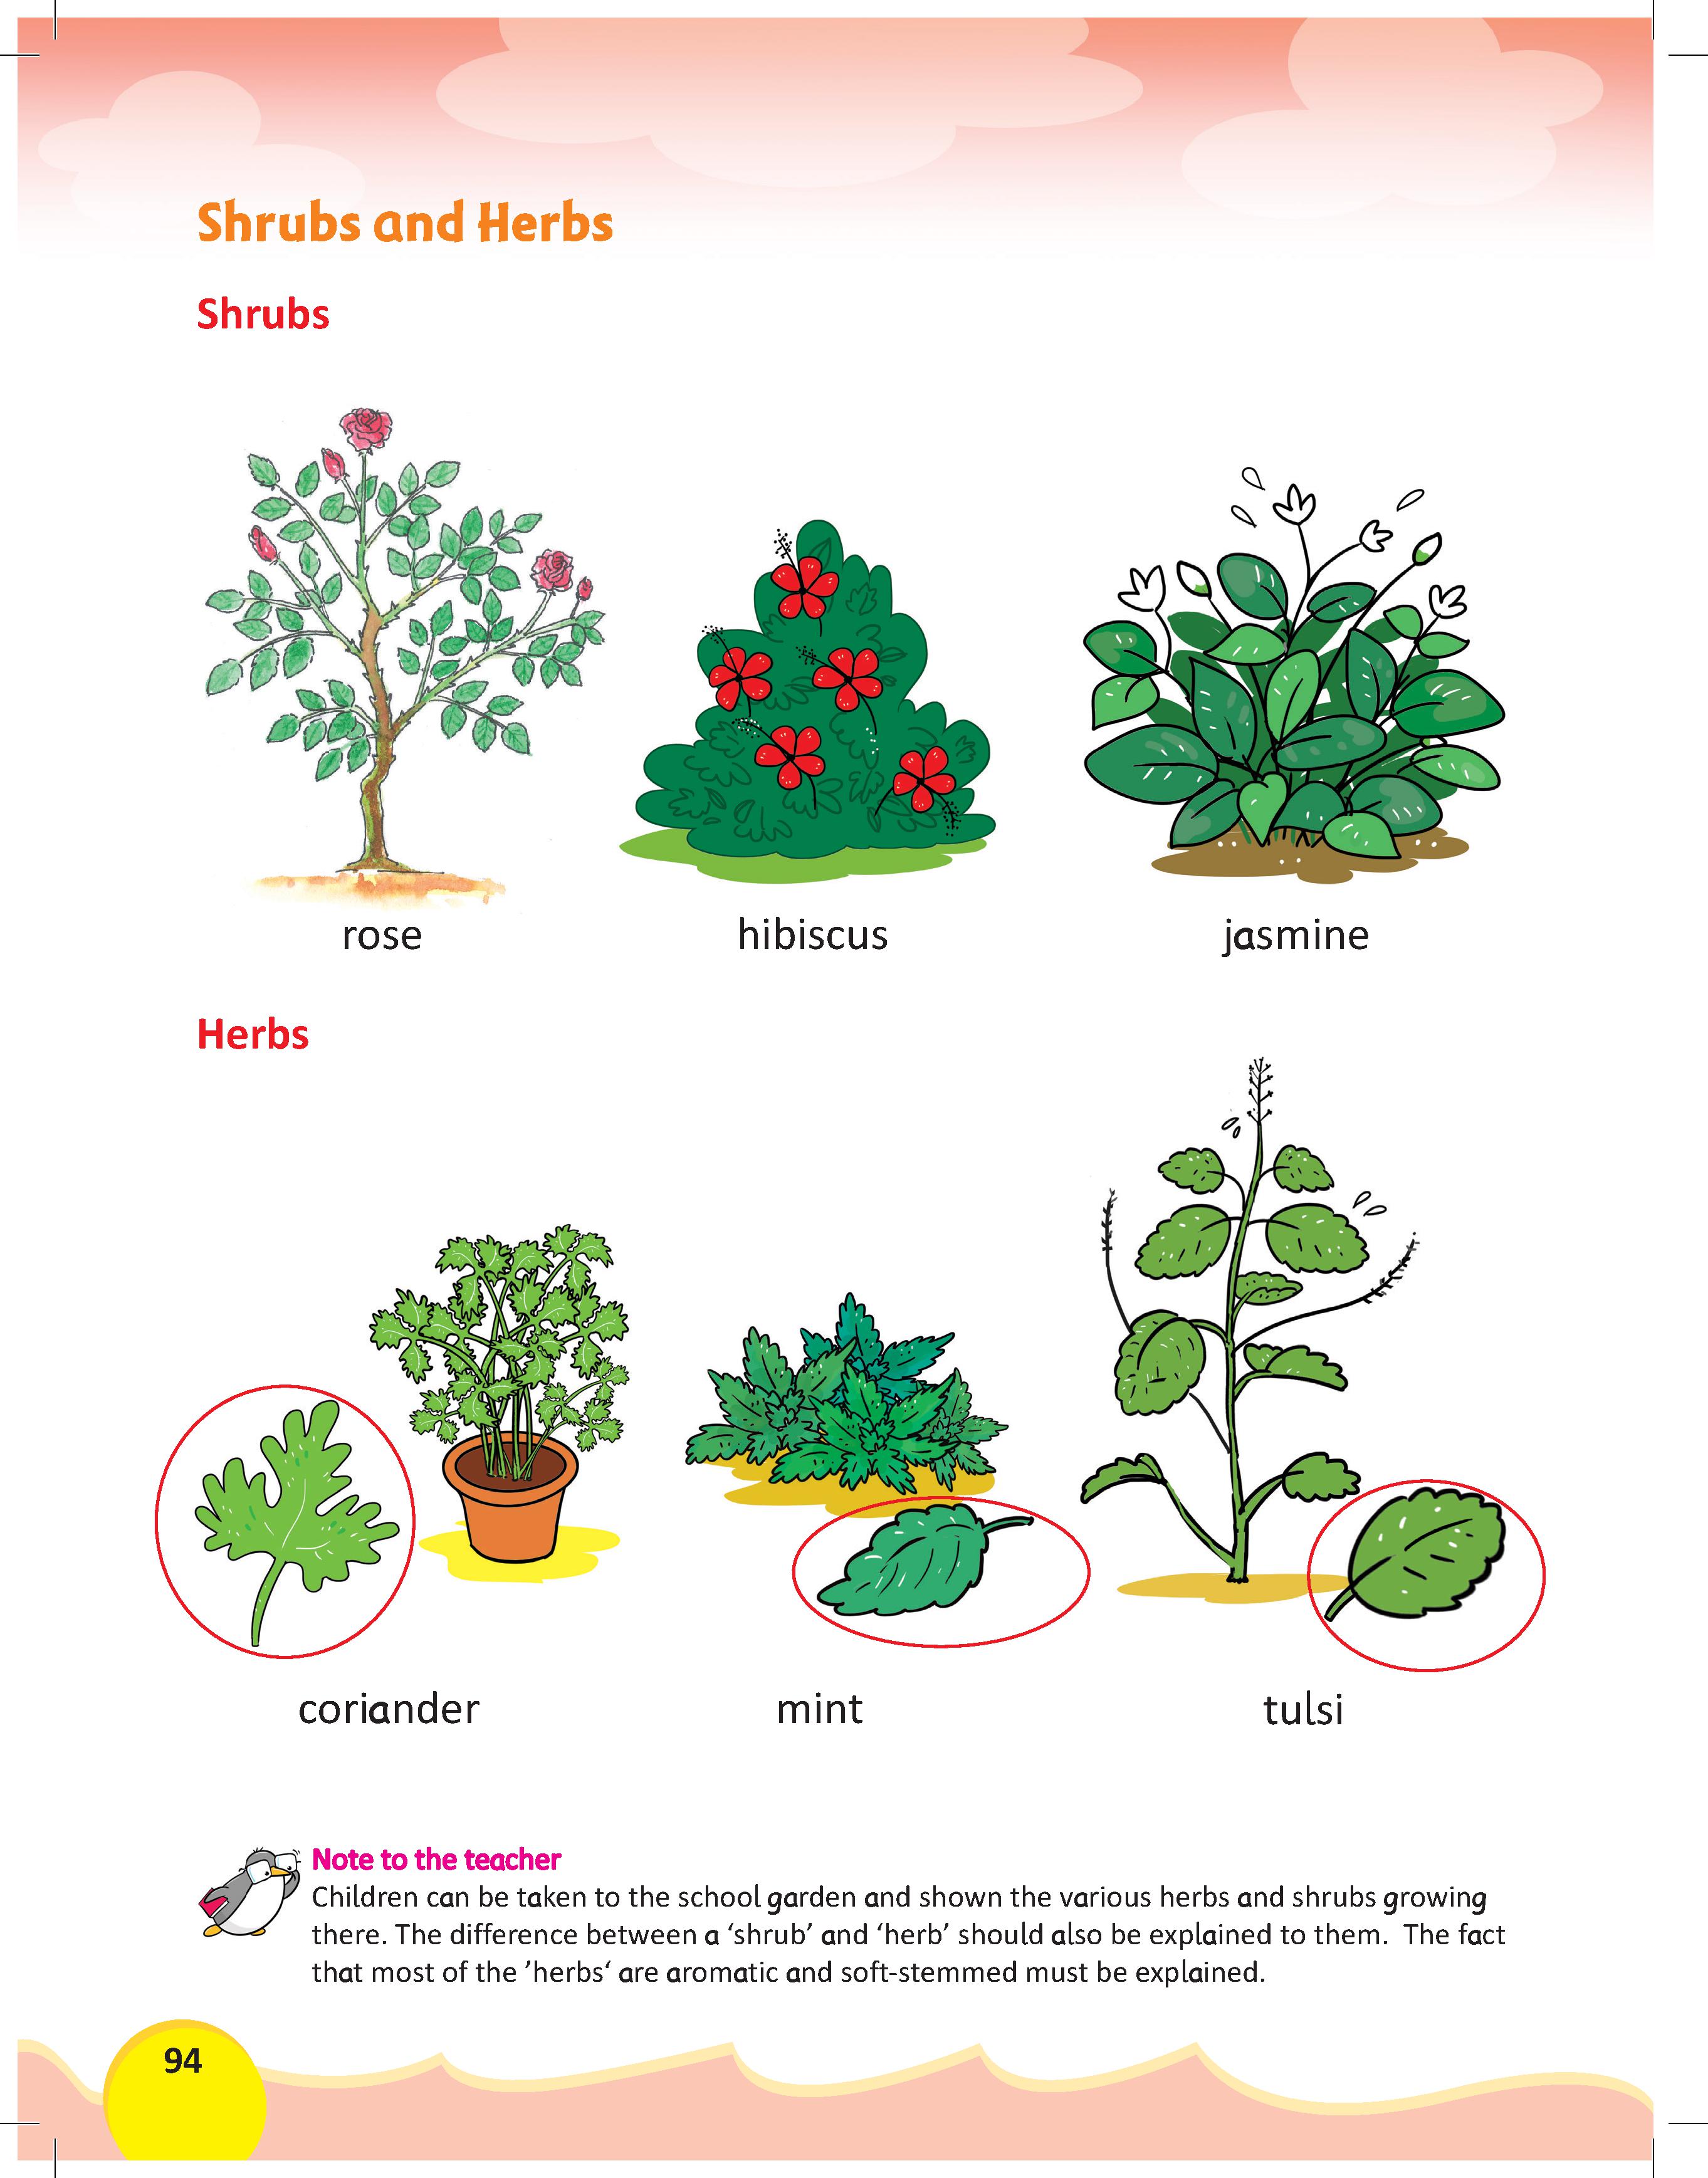 Shrubs and Herbs
Shrubs
rose
hibiscus
jasmine
Herbs
coriander
mint
tulsi
Note to the teacher
Children can be taken to the school garden and shown the various herbs and shrubs growing
there. The difference between a ‘shrub’ and ‘herb’ should also be explained to them.  The fact
that most of the ’herbs‘ are aromatic and soft-stemmed must be explained.
94